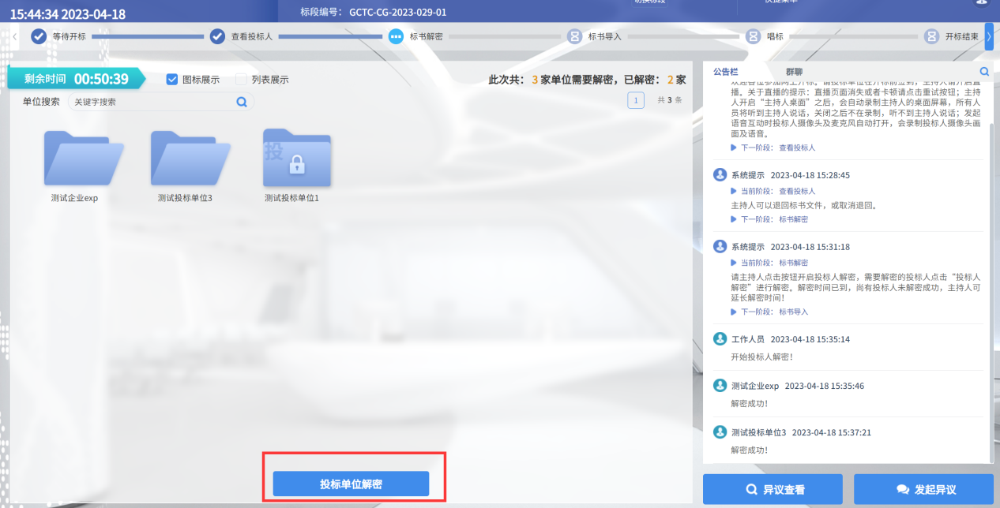 15:44:34 2023-04-18
标段编号： GCTC-CG-2023-029-01
等待开标
查看投标人
标书解密
标书导入
唱标
开标结束
剩余时间 00:50:39
图标展示
列表展示
此次共： 3 家单位需要解密，已解密： 2 家
单位搜索
关键字搜索
1
共 3 条
投
测试企业exp
测试投标单位3
测试投标单位1
投标单位解密
公告栏
群聊
播。关于直播的提示：直播页面消失或者卡顿请点击重试按钮；主持
人开启“主持人桌面”之后，会自动录制主持人的桌面屏幕，所有人
员将听到主持人说话，关闭之后不在录制，听不到主持人说话；发起
语音互动时投标人摄像头及麦克风自动打开，会录制投标人摄像头画
面及语音。
下一阶段： 查看投标人
系统提示 2023-04-18 15:28:45
当前阶段： 查看投标人
主持人可以退回标书文件，或取消退回。
下一阶段： 标书解密
系统提示 2023-04-18 15:31:18
当前阶段： 标书解密
请主持人点击按钮开启投标人解密，需要解密的投标人点击“投标人
解密”进行解密。解密时间已到，尚有投标人未解密成功，主持人可
延长解密时间！
下一阶段： 标书导入
工作人员 2023-04-18 15:35:14
开始投标人解密！
测试企业exp 2023-04-18 15:35:46
解密成功！
测试投标单位3 2023-04-18 15:37:21
解密成功！
异议查看
发起异议